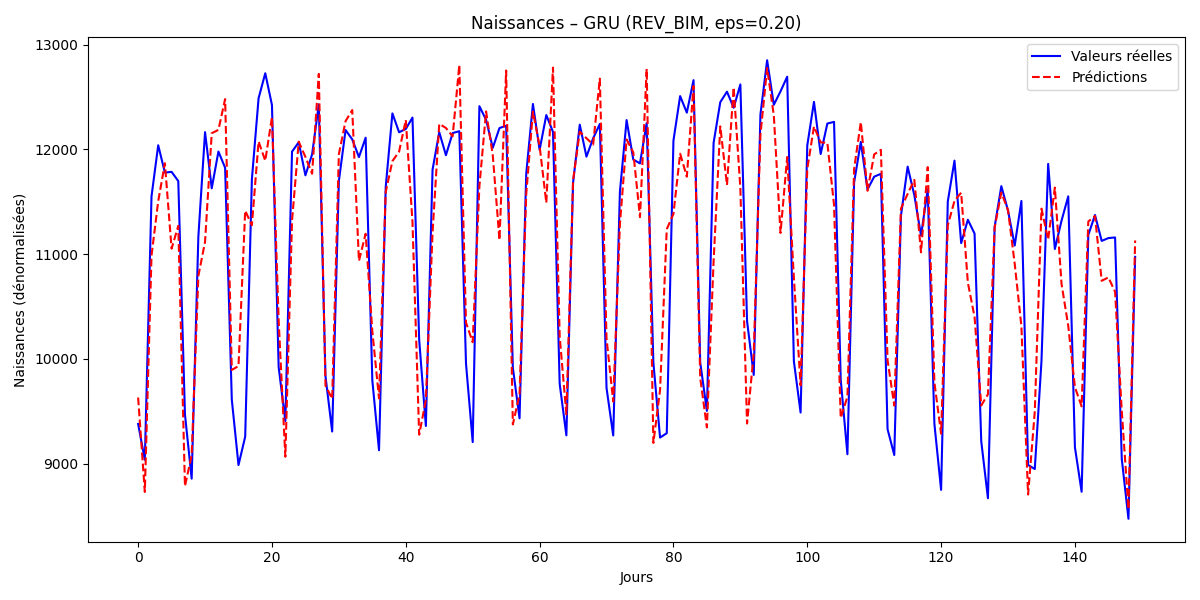 Naissances – GRU (REV_BIM, eps=0.20)
Valeurs réelles
Prédictions
Naissances (dénormalisées)
13000
12000
11000
10000
9000
0 20 40 60 80 100 120 140
Jours